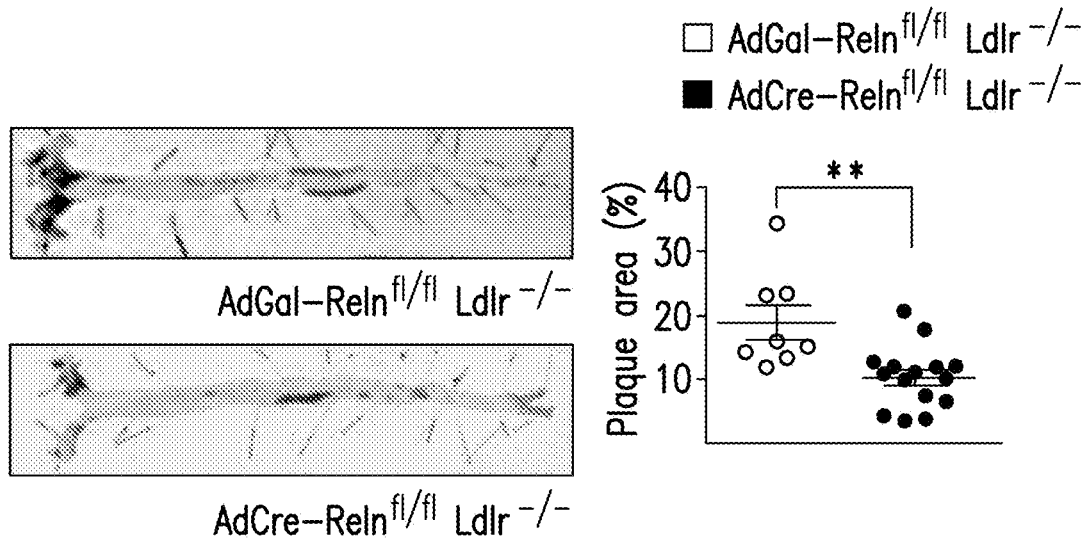 AdGal–Reln^fl/fl Ldlr^−/−
AdCre–Reln^fl/fl Ldlr^−/−
AdGal–Reln^fl/fl Ldlr^−/−
AdCre–Reln^fl/fl Ldlr^−/−
Plaque area (%)
**
40
30
20
10